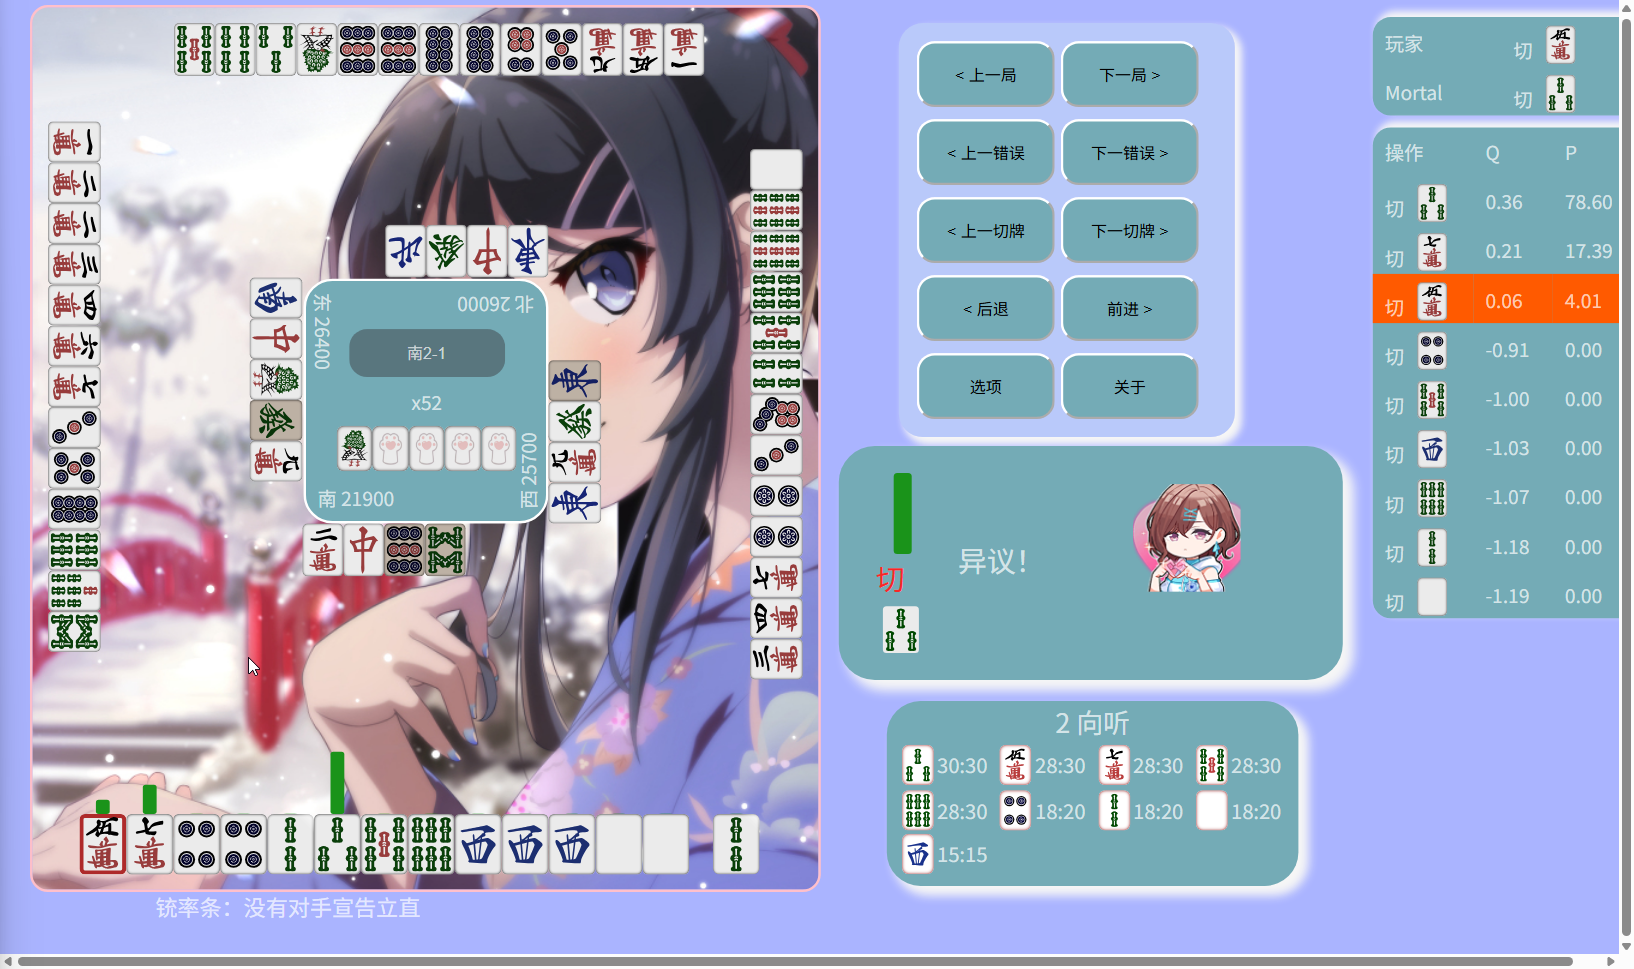 东 26400
北 26000
南2-1
x52
南 21900
西 25700
铳率条：没有对手宣告立直
< 上一局
下一局 >
< 上一错误
下一错误 >
< 上一切牌
下一切牌 >
< 后退
前进 >
选项
关于
切
异议！
2 向听
30:30 28:30 28:30 28:30
28:30 18:20 18:20 18:20
15:15
玩家 切
Mortal 切
操作 Q P
切 0.36 78.60
切 0.21 17.39
切 0.06 4.01
切 -0.91 0.00
切 -1.00 0.00
切 -1.03 0.00
切 -1.07 0.00
切 -1.18 0.00
切 -1.19 0.00